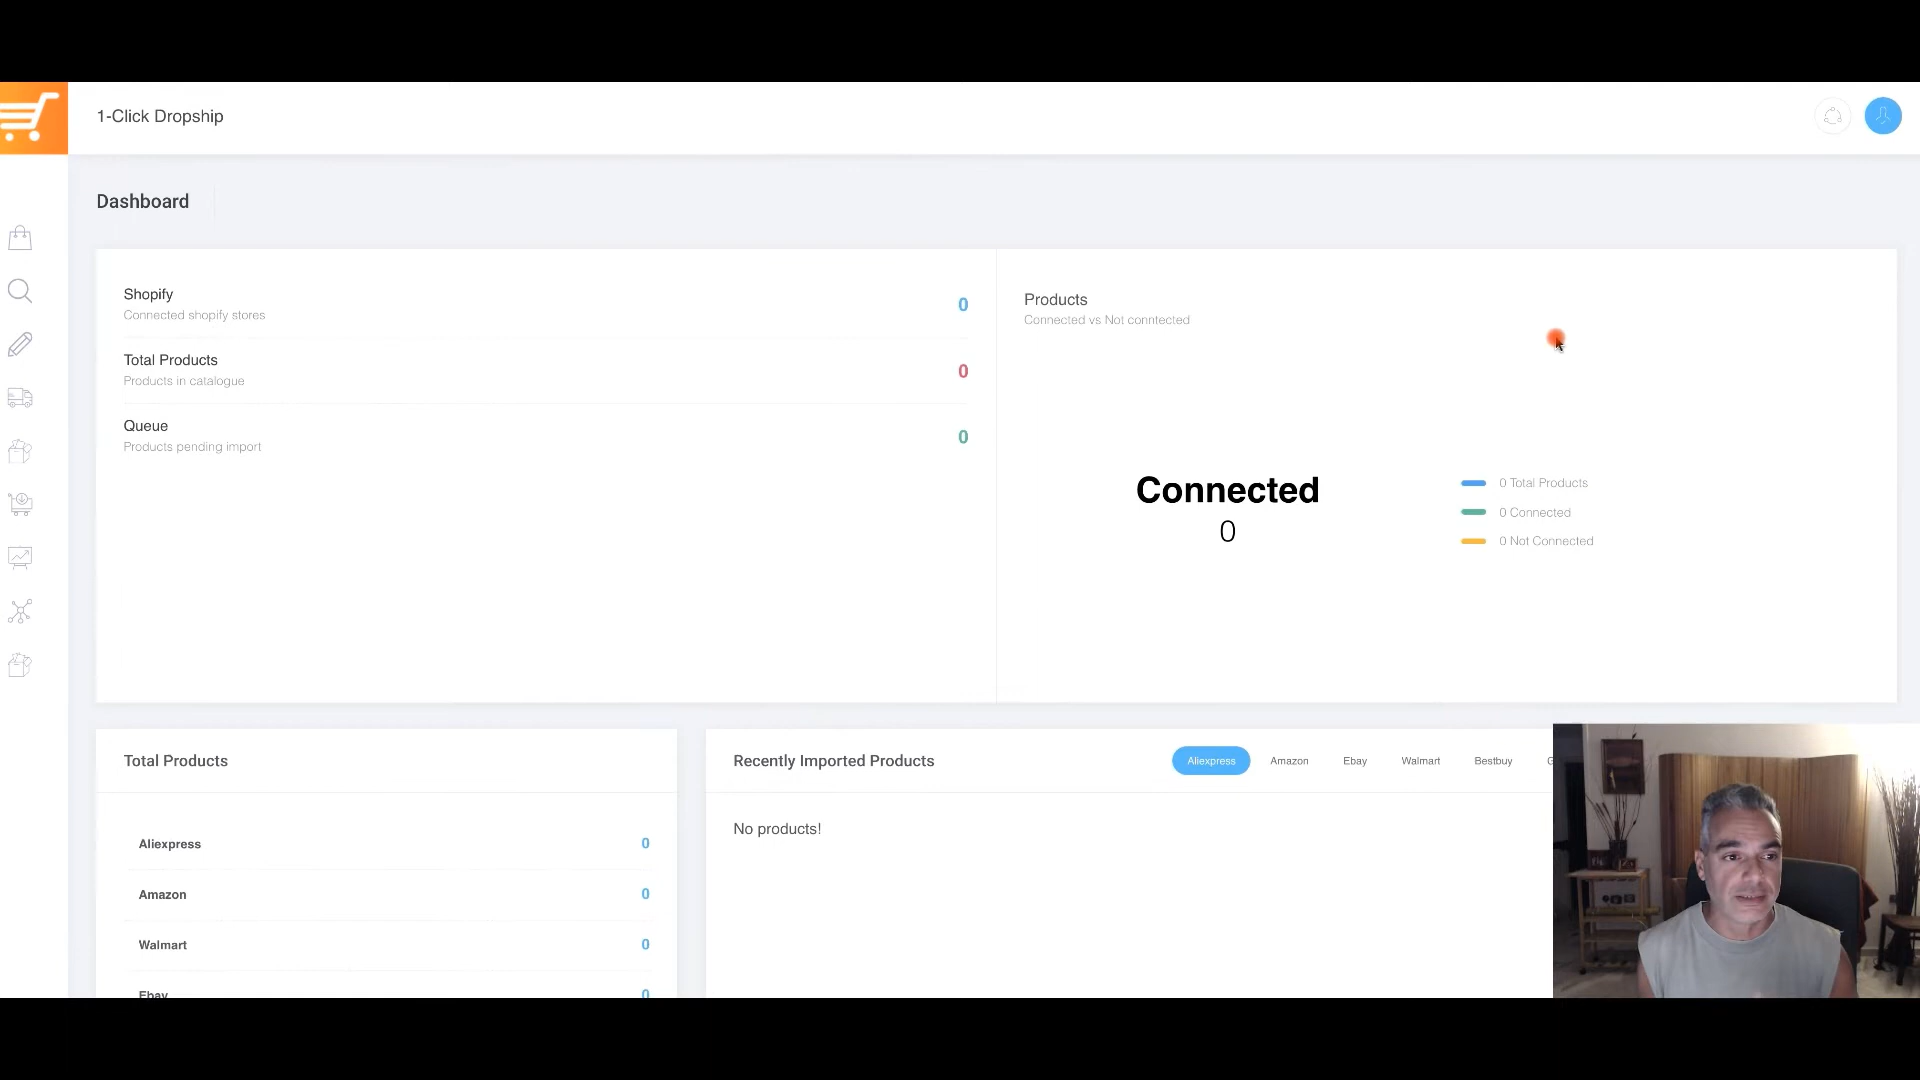 1-Click Dropship
Dashboard
Shopify
Connected shopify stores
0
Total Products
Products in catalogue
0
Queue
Products pending import
0
Products
Connected vs Not conntected
Connected
0
0 Total Products
0 Connected
0 Not Connected
Total Products
Aliexpress 0
Amazon 0
Walmart 0
Ebay 0
Recently Imported Products
Aliexpress Amazon Ebay Walmart Bestbuy
No products!